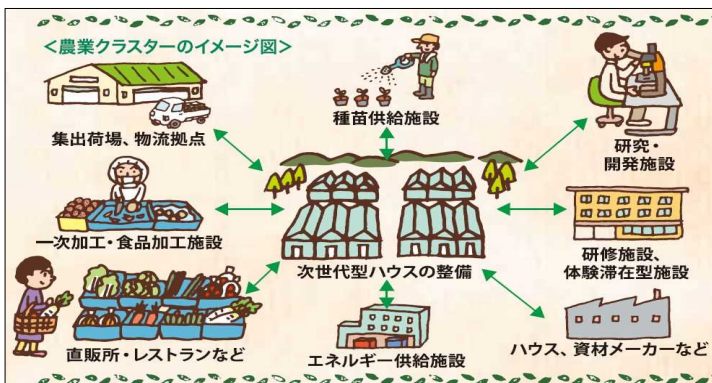 <農業クラスターのイメージ図>
集出荷場、物流拠点
種苗供給施設
研究・
開発施設
一次加工・食品加工施設
次世代型ハウスの整備
研修施設、
体験滞在型施設
直販所・レストランなど
エネルギー供給施設
ハウス、資材メーカーなど